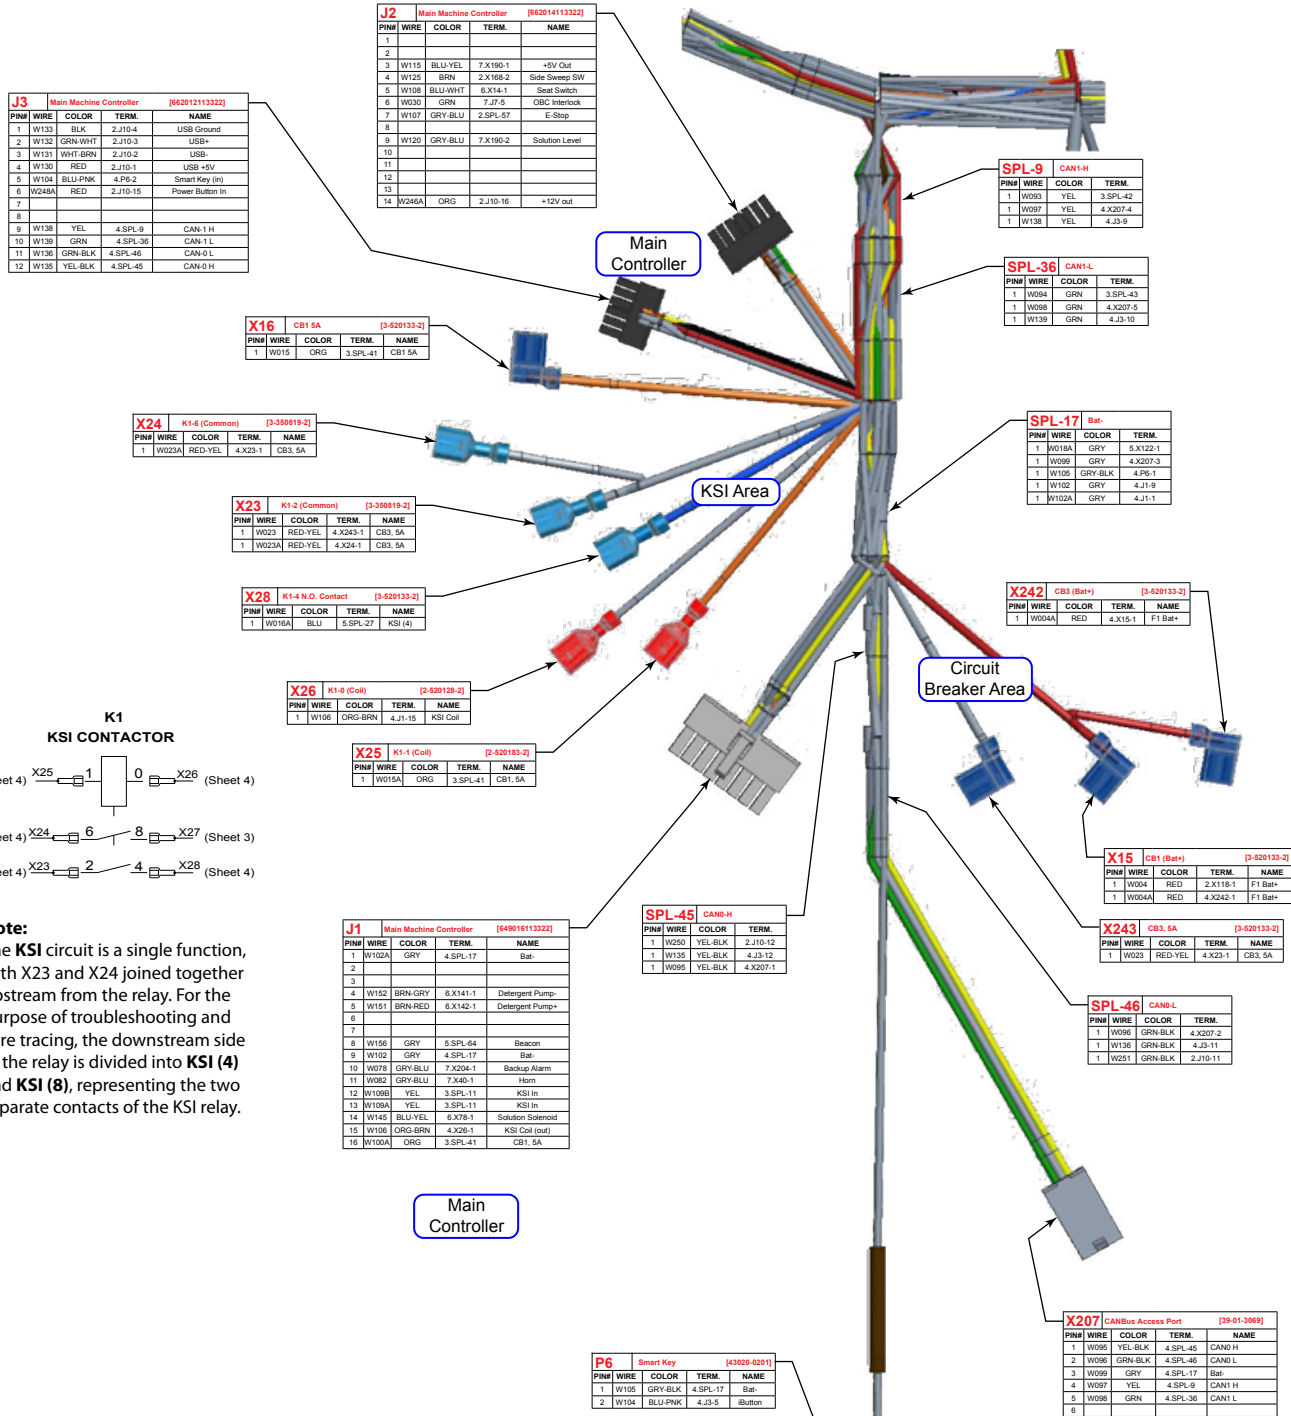 J2 Main Machine Controller [662014113322]
PIN# WIRE COLOR TERM. NAME
1
2
3 W115 BLU-YEL 7.X190-1 +5V Out
4 W125 BRN 2.X168-2 Side Sweep SW
5 W108 BLU-WHT 6.X14-1 Seat Switch
6 W030 GRN 7.J7-5 OBC Interlock
7 W107 GRY-BLU 2.SPL-57 E-Stop
8
9 W120 GRY-BLU 7.X190-2 Solution Level
10
11
12
13
14 W246A ORG 2.J10-16 +12V out
J3 Main Machine Controller [662012113322]
PIN# WIRE COLOR TERM. NAME
1 W133 BLK 2.J10-4 USB Ground
2 W132 GRN-WHT 2.J10-3 USB+
3 W131 WHT-BRN 2.J10-2 USB-
4 W130 RED 2.J10-1 USB +5V
5 W104 BLU-PNK 4.P6-2 Smart Key (in)
6 W248A RED 2.J10-15 Power Button In
7
8
9 W138 YEL 4.SPL-9 CAN-1 H
10 W139 GRN 4.SPL-36 CAN-1 L
11 W136 GRN-BLK 4.SPL-46 CAN-0 L
12 W135 YEL-BLK 4.SPL-45 CAN-0 H
SPL-9 CAN1-H
PIN# WIRE COLOR TERM.
1 W093 YEL 3.SPL-42
1 W097 YEL 4.X207-4
1 W138 YEL 4.J3-9
Main
Controller
SPL-36 CAN1-L
PIN# WIRE COLOR TERM.
1 W094 GRN 3.SPL-43
1 W098 GRN 4.X207-5
1 W139 GRN 4.J3-10
X16 CB1 5A [3-520133-2]
PIN# WIRE COLOR TERM. NAME
1 W015 ORG 3.SPL-41 CB1 5A
X24 K1-6 (Common) [3-350819-2]
PIN# WIRE COLOR TERM. NAME
1 W023A RED-YEL 4.X23-1 CB3, 5A
SPL-17 Bat-
PIN# WIRE COLOR TERM.
1 W018A GRY 5.X122-1
1 W099 GRY 4.X207-3
1 W105 GRY-BLK 4.P6-1
1 W102 GRY 4.J1-9
1 W102A GRY 4.J1-1
KSI Area
X23 K1-2 (Common) [3-350819-2]
PIN# WIRE COLOR TERM. NAME
1 W023 RED-YEL 4.X243-1 CB3, 5A
1 W023A RED-YEL 4.X24-1 CB3, 5A
X28 K1-4 N.O. Contact [3-520133-2]
PIN# WIRE COLOR TERM. NAME
1 W016A BLU 5.SPL-27 KSI (4)
X242 CB3 (Bat+) [3-520133-2]
PIN# WIRE COLOR TERM. NAME
1 W004A RED 4.X15-1 F1 Bat+
Circuit
Breaker Area
X26 K1-0 (Coil) [2-520128-2]
PIN# WIRE COLOR TERM. NAME
1 W106 ORG-BRN 4.J1-15 KSI Coil
X25 K1-1 (Coil) [2-520183-2]
PIN# WIRE COLOR TERM. NAME
1 W015A ORG 3.SPL-41 CB1, 5A
K1
KSI CONTACTOR
eet 4) X25 1 0 X26 (Sheet 4)
eet 4) X24 6 8 X27 (Sheet 3)
eet 4) X23 2 4 X28 (Sheet 4)
X15 CB1 (Bat+) [3-520133-2]
PIN# WIRE COLOR TERM. NAME
1 W004 RED 2.X118-1 F1 Bat+
1 W004A RED 4.X242-1 F1 Bat+
X243 CB3, 5A [3-520133-2]
PIN# WIRE COLOR TERM. NAME
1 W023 RED-YEL 4.X23-1 CB3, 5A
SPL-45 CAN0-H
PIN# WIRE COLOR TERM.
1 W250 YEL-BLK 2.J10-12
1 W135 YEL-BLK 4.J3-12
1 W095 YEL-BLK 4.X207-1
SPL-46 CAN0-L
PIN# WIRE COLOR TERM.
1 W096 GRN-BLK 4.X207-2
1 W136 GRN-BLK 4.J3-11
1 W251 GRN-BLK 2.J10-11
ote:
e KSI circuit is a single function,
th X23 and X24 joined together
pstream from the relay. For the
urpose of troubleshooting and
re tracing, the downstream side
the relay is divided into KSI (4)
nd KSI (8), representing the two
parate contacts of the KSI relay.
J1 Main Machine Controller [649016113322]
PIN# WIRE COLOR TERM. NAME
1 W102A GRY 4.SPL-17 Bat-
2
3
4 W152 BRN-GRY 6.X141-1 Detergent Pump-
5 W151 BRN-RED 6.X142-1 Detergent Pump+
6
7
8 W156 GRY 5.SPL-64 Beacon
9 W102 GRY 4.SPL-17 Bat-
10 W078 GRY-BLU 7.X204-1 Backup Alarm
11 W082 GRY-BLU 7.X40-1 Horn
12 W109B YEL 3.SPL-11 KSI In
13 W109A YEL 3.SPL-11 KSI In
14 W145 BLU-YEL 6.X78-1 Solution Solenoid
15 W106 ORG-BRN 4.X26-1 KSI Coil (out)
16 W100A ORG 3.SPL-41 CB1, 5A
Main
Controller
X207 CANBus Access Port [39-01-3069]
PIN# WIRE COLOR TERM. NAME
1 W095 YEL-BLK 4.SPL-45 CAN0 H
2 W096 GRN-BLK 4.SPL-46 CAN0 L
3 W099 GRY 4.SPL-17 Bat-
4 W097 YEL 4.SPL-9 CAN1 H
5 W098 GRN 4.SPL-36 CAN1 L
6
P6 Smart Key [43020-0201]
PIN# WIRE COLOR TERM. NAME
1 W105 GRY-BLK 4.SPL-17 Bat-
2 W104 BLU-PNK 4.J3-5 iButton